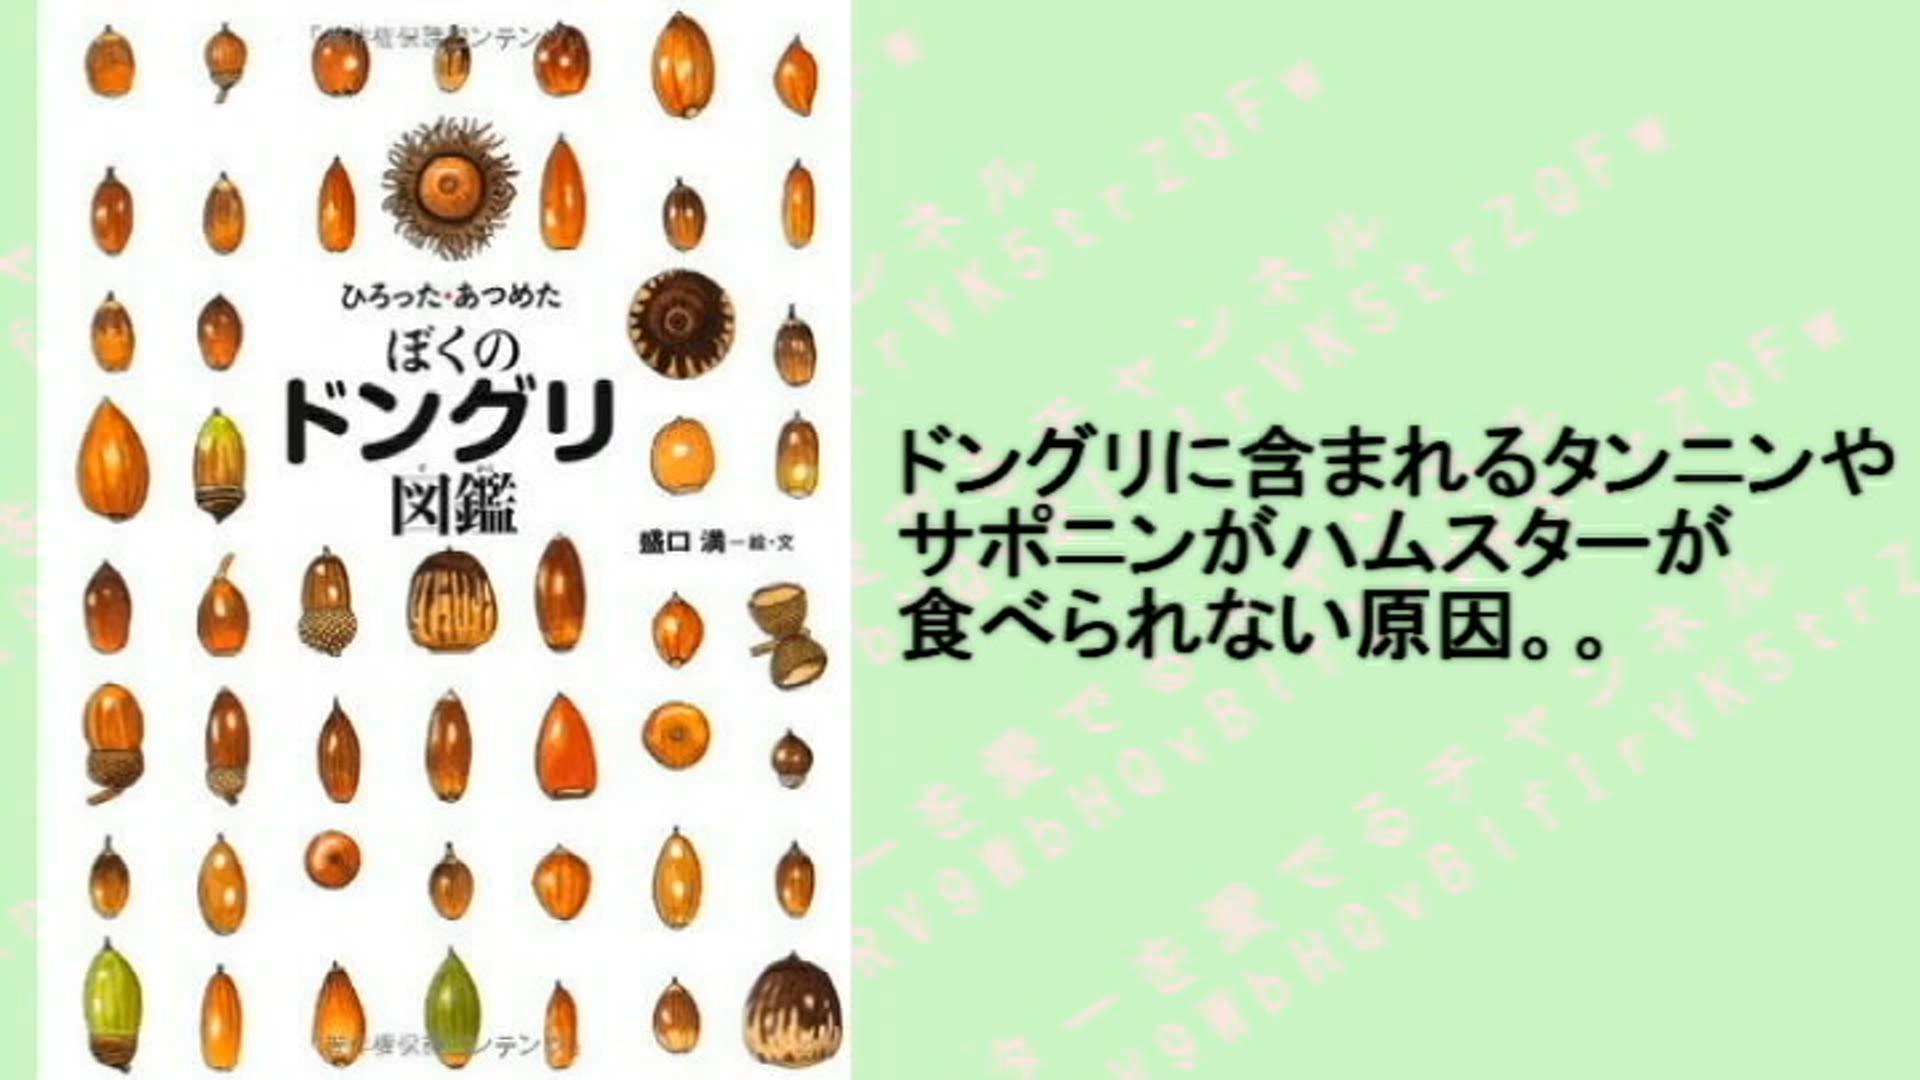 ひろった・あつめた
ぼくの
ドングリ
図鑑
盛口 満―絵・文
ドングリに含まれるタンニンや
サポニンがハムスターが
食べられない原因。。